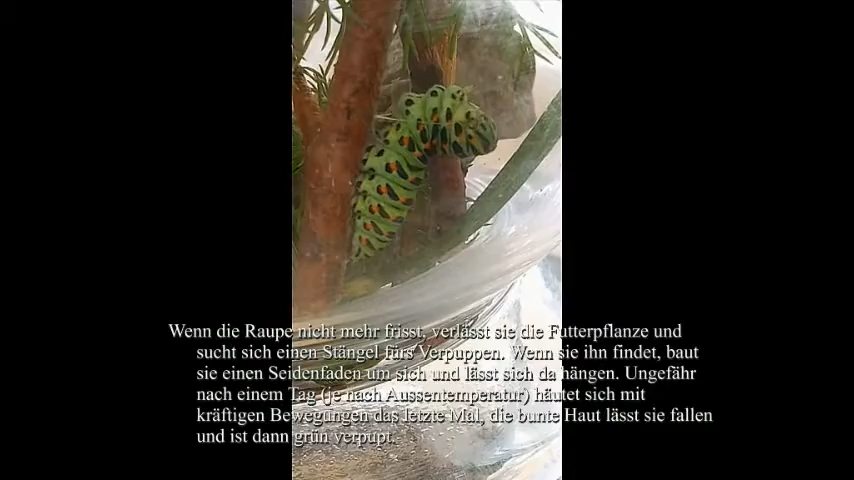 Wenn die Raupe nicht mehr frisst, verlässt sie die Futterpflanze und
sucht sich einen Stängel fürs Verpuppen. Wenn sie ihn findet, baut
sie einen Seidenfaden um sich und lässt sich da hängen. Ungefähr
nach einem Tag (je nach Aussentemperatur) häutet sich mit
kräftigen Bewegungen das letzte Mal, die bunte Haut lässt sie fallen
und ist dann grün verpupt.